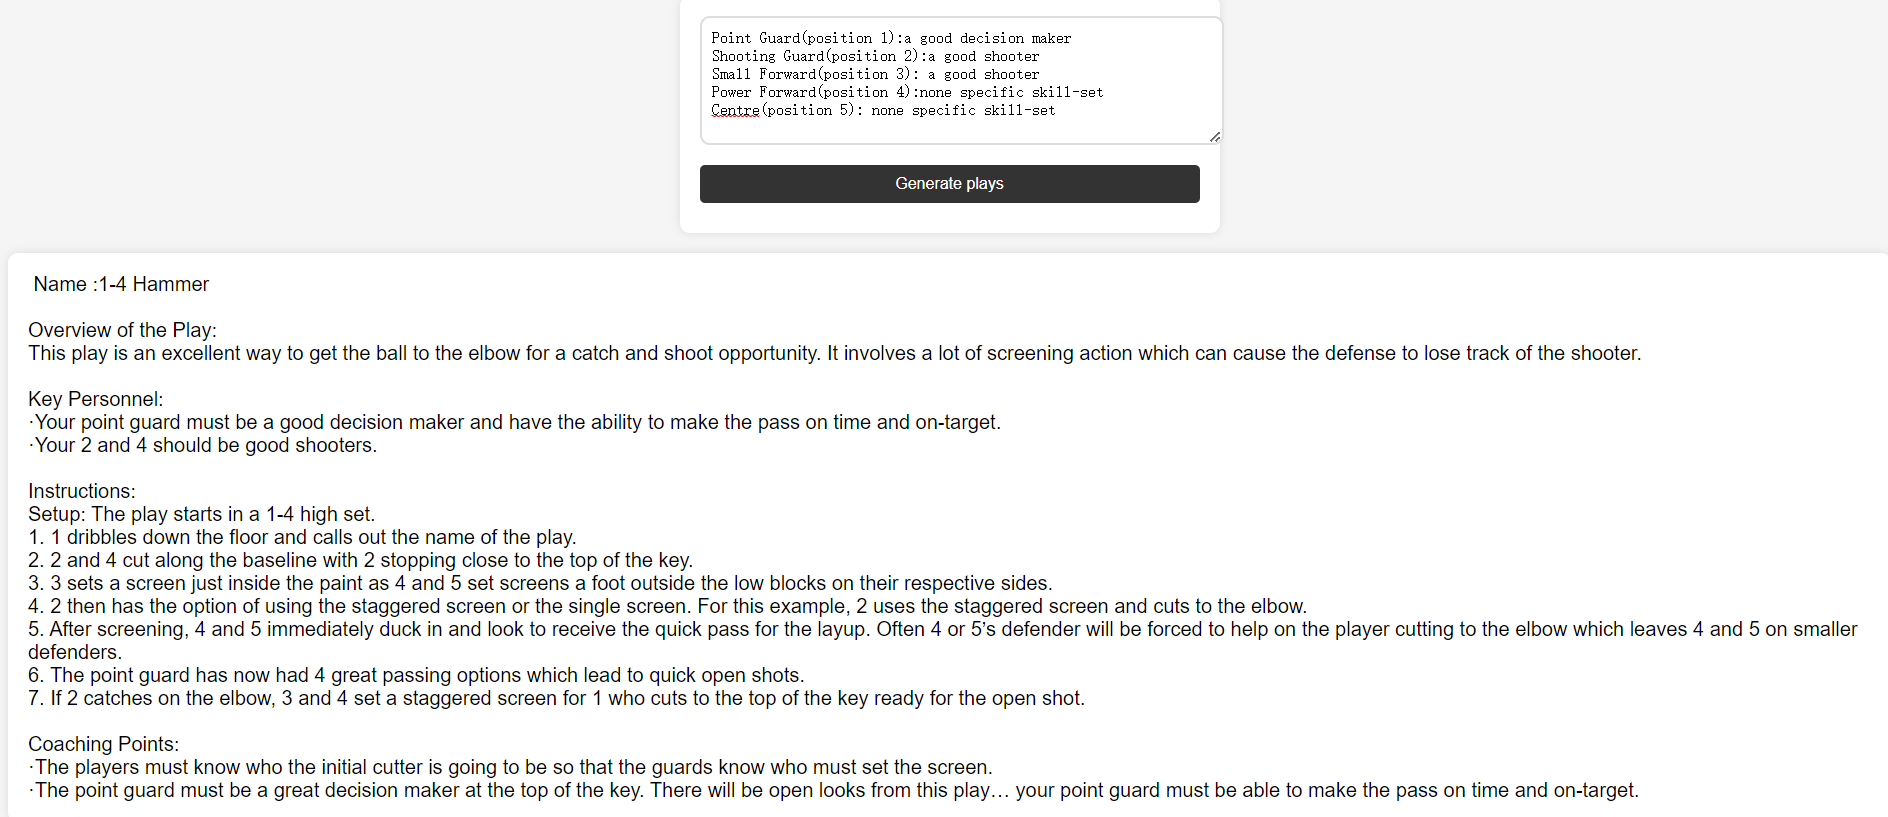 Point Guard(position 1):a good decision maker
Shooting Guard(position 2):a good shooter
Small Forward(position 3): a good shooter
Power Forward(position 4):none specific skill-set
Centre(position 5): none specific skill-set
Generate plays
Name :1-4 Hammer
Overview of the Play:
This play is an excellent way to get the ball to the elbow for a catch and shoot opportunity. It involves a lot of screening action which can cause the defense to lose track of the shooter.
Key Personnel:
·Your point guard must be a good decision maker and have the ability to make the pass on time and on-target.
·Your 2 and 4 should be good shooters.
Instructions:
Setup: The play starts in a 1-4 high set.
1. 1 dribbles down the floor and calls out the name of the play.
2. 2 and 4 cut along the baseline with 2 stopping close to the top of the key.
3. 3 sets a screen just inside the paint as 4 and 5 set screens a foot outside the low blocks on their respective sides.
4. 2 then has the option of using the staggered screen or the single screen. For this example, 2 uses the staggered screen and cuts to the elbow.
5. After screening, 4 and 5 immediately duck in and look to receive the quick pass for the layup. Often 4 or 5’s defender will be forced to help on the player cutting to the elbow which leaves 4 and 5 on smaller
defenders.
6. The point guard has now had 4 great passing options which lead to quick open shots.
7. If 2 catches on the elbow, 3 and 4 set a staggered screen for 1 who cuts to the top of the key ready for the open shot.
Coaching Points:
·The players must know who the initial cutter is going to be so that the guards know who must set the screen.
·The point guard must be a great decision maker at the top of the key. There will be open looks from this play… your point guard must be able to make the pass on time and on-target.